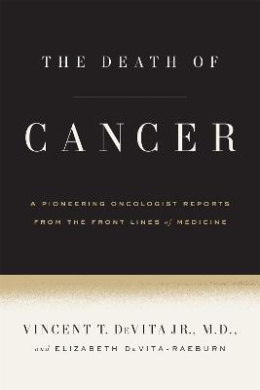 THE DEATH OF
CANCER
A PIONEERING ONCOLOGIST REPORTS
FROM THE FRONT LINES of MEDICINE
VINCENT T. DeVITA JR., M.D.,
and ELIZABETH DeVITA-RAEBURN